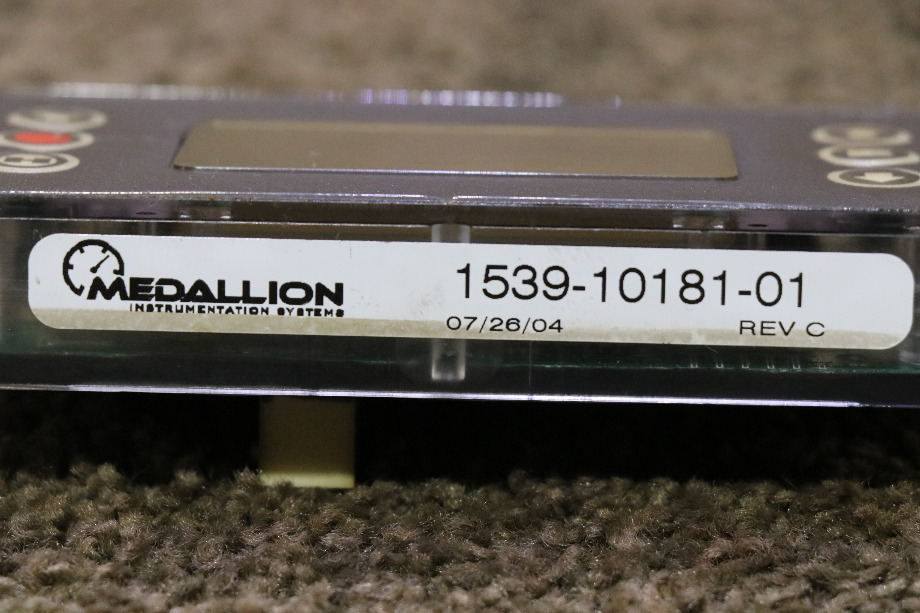 MEDALLION
INSTRUMENTATION SYSTEMS
1539-10181-01
07/26/04 REV C